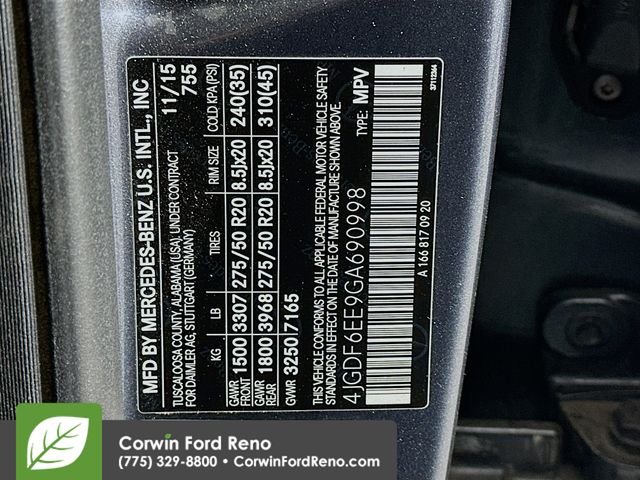 MFD BY MERCEDES-BENZ U.S. INTL., INC 11/15
TUSCALOOSA COUNTY, ALABAMA (USA), UNDER CONTRACT 755
FOR DAIMLER AG, STUTTGART (GERMANY)
KG LB TIRES RIM SIZE COLD KPA (PSI)
GAWR FRONT 1500 3307 275/50 R20 8.5Jx20 240(35)
GAWR REAR 1800 3968 275/50 R20 8.5Jx20 310(45)
GVWR 3250 7165
THIS VEHICLE CONFORMS TO ALL APPLICABLE FEDERAL MOTOR VEHICLE SAFETY
STANDARDS IN EFFECT ON THE DATE OF MANUFACTURE SHOWN ABOVE.
4JGDF6EE9GA690998 TYPE: MPV
A 166 817 09 20 37112364
Corwin Ford Reno
(775) 329-8800 • CorwinFordReno.com